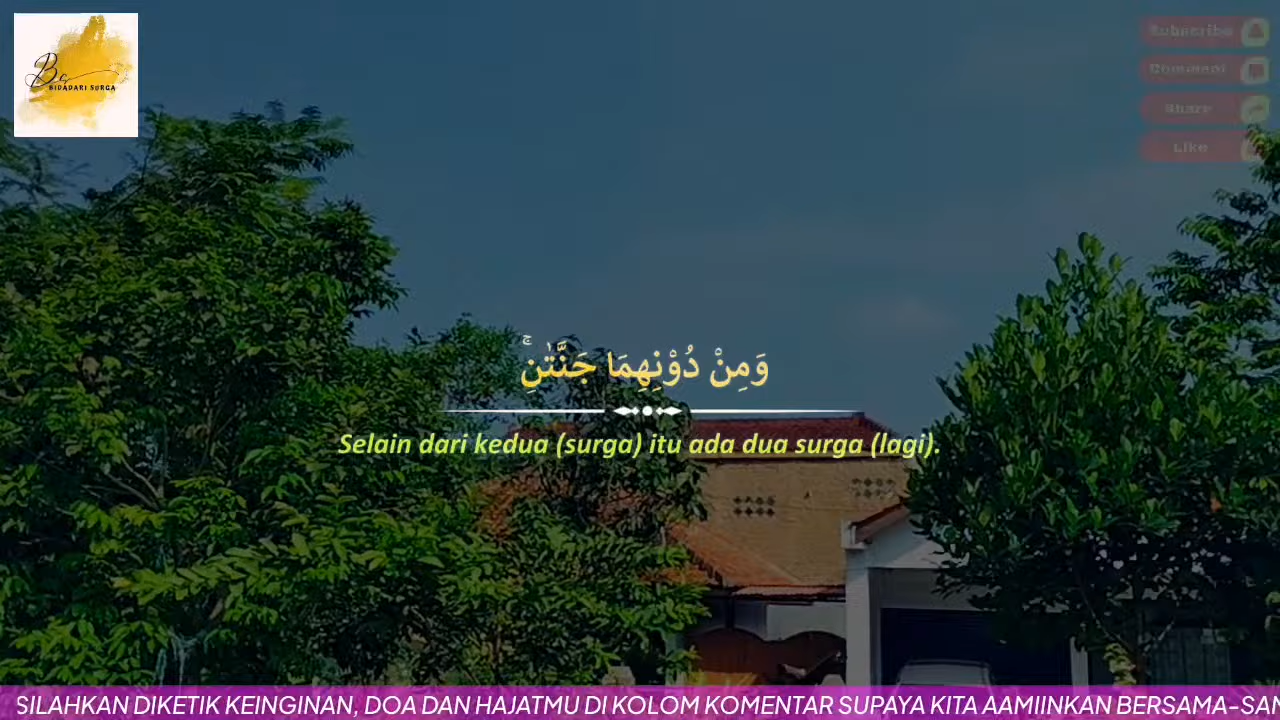 Bs
BIDADARI SURGA
Subscribe
Comment
Share
Like
وَمِنْ دُوْنِهِمَا جَنَّتٰنِۚ
Selain dari kedua (surga) itu ada dua surga (lagi).
SILAHKAN DIKETIK KEINGINAN, DOA DAN HAJATMU DI KOLOM KOMENTAR SUPAYA KITA AAMIINKAN BERSAMA-SA